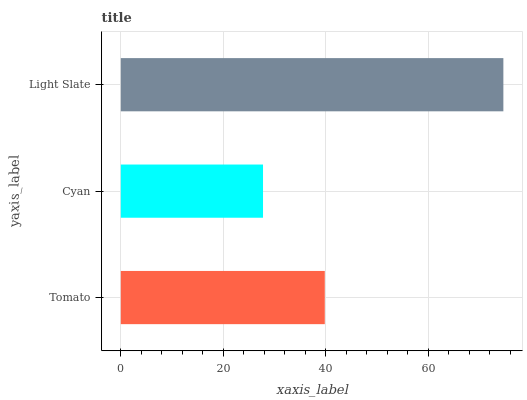 title
yaxis_label
Light Slate
Cyan
Tomato
0 20 40 60
xaxis_label